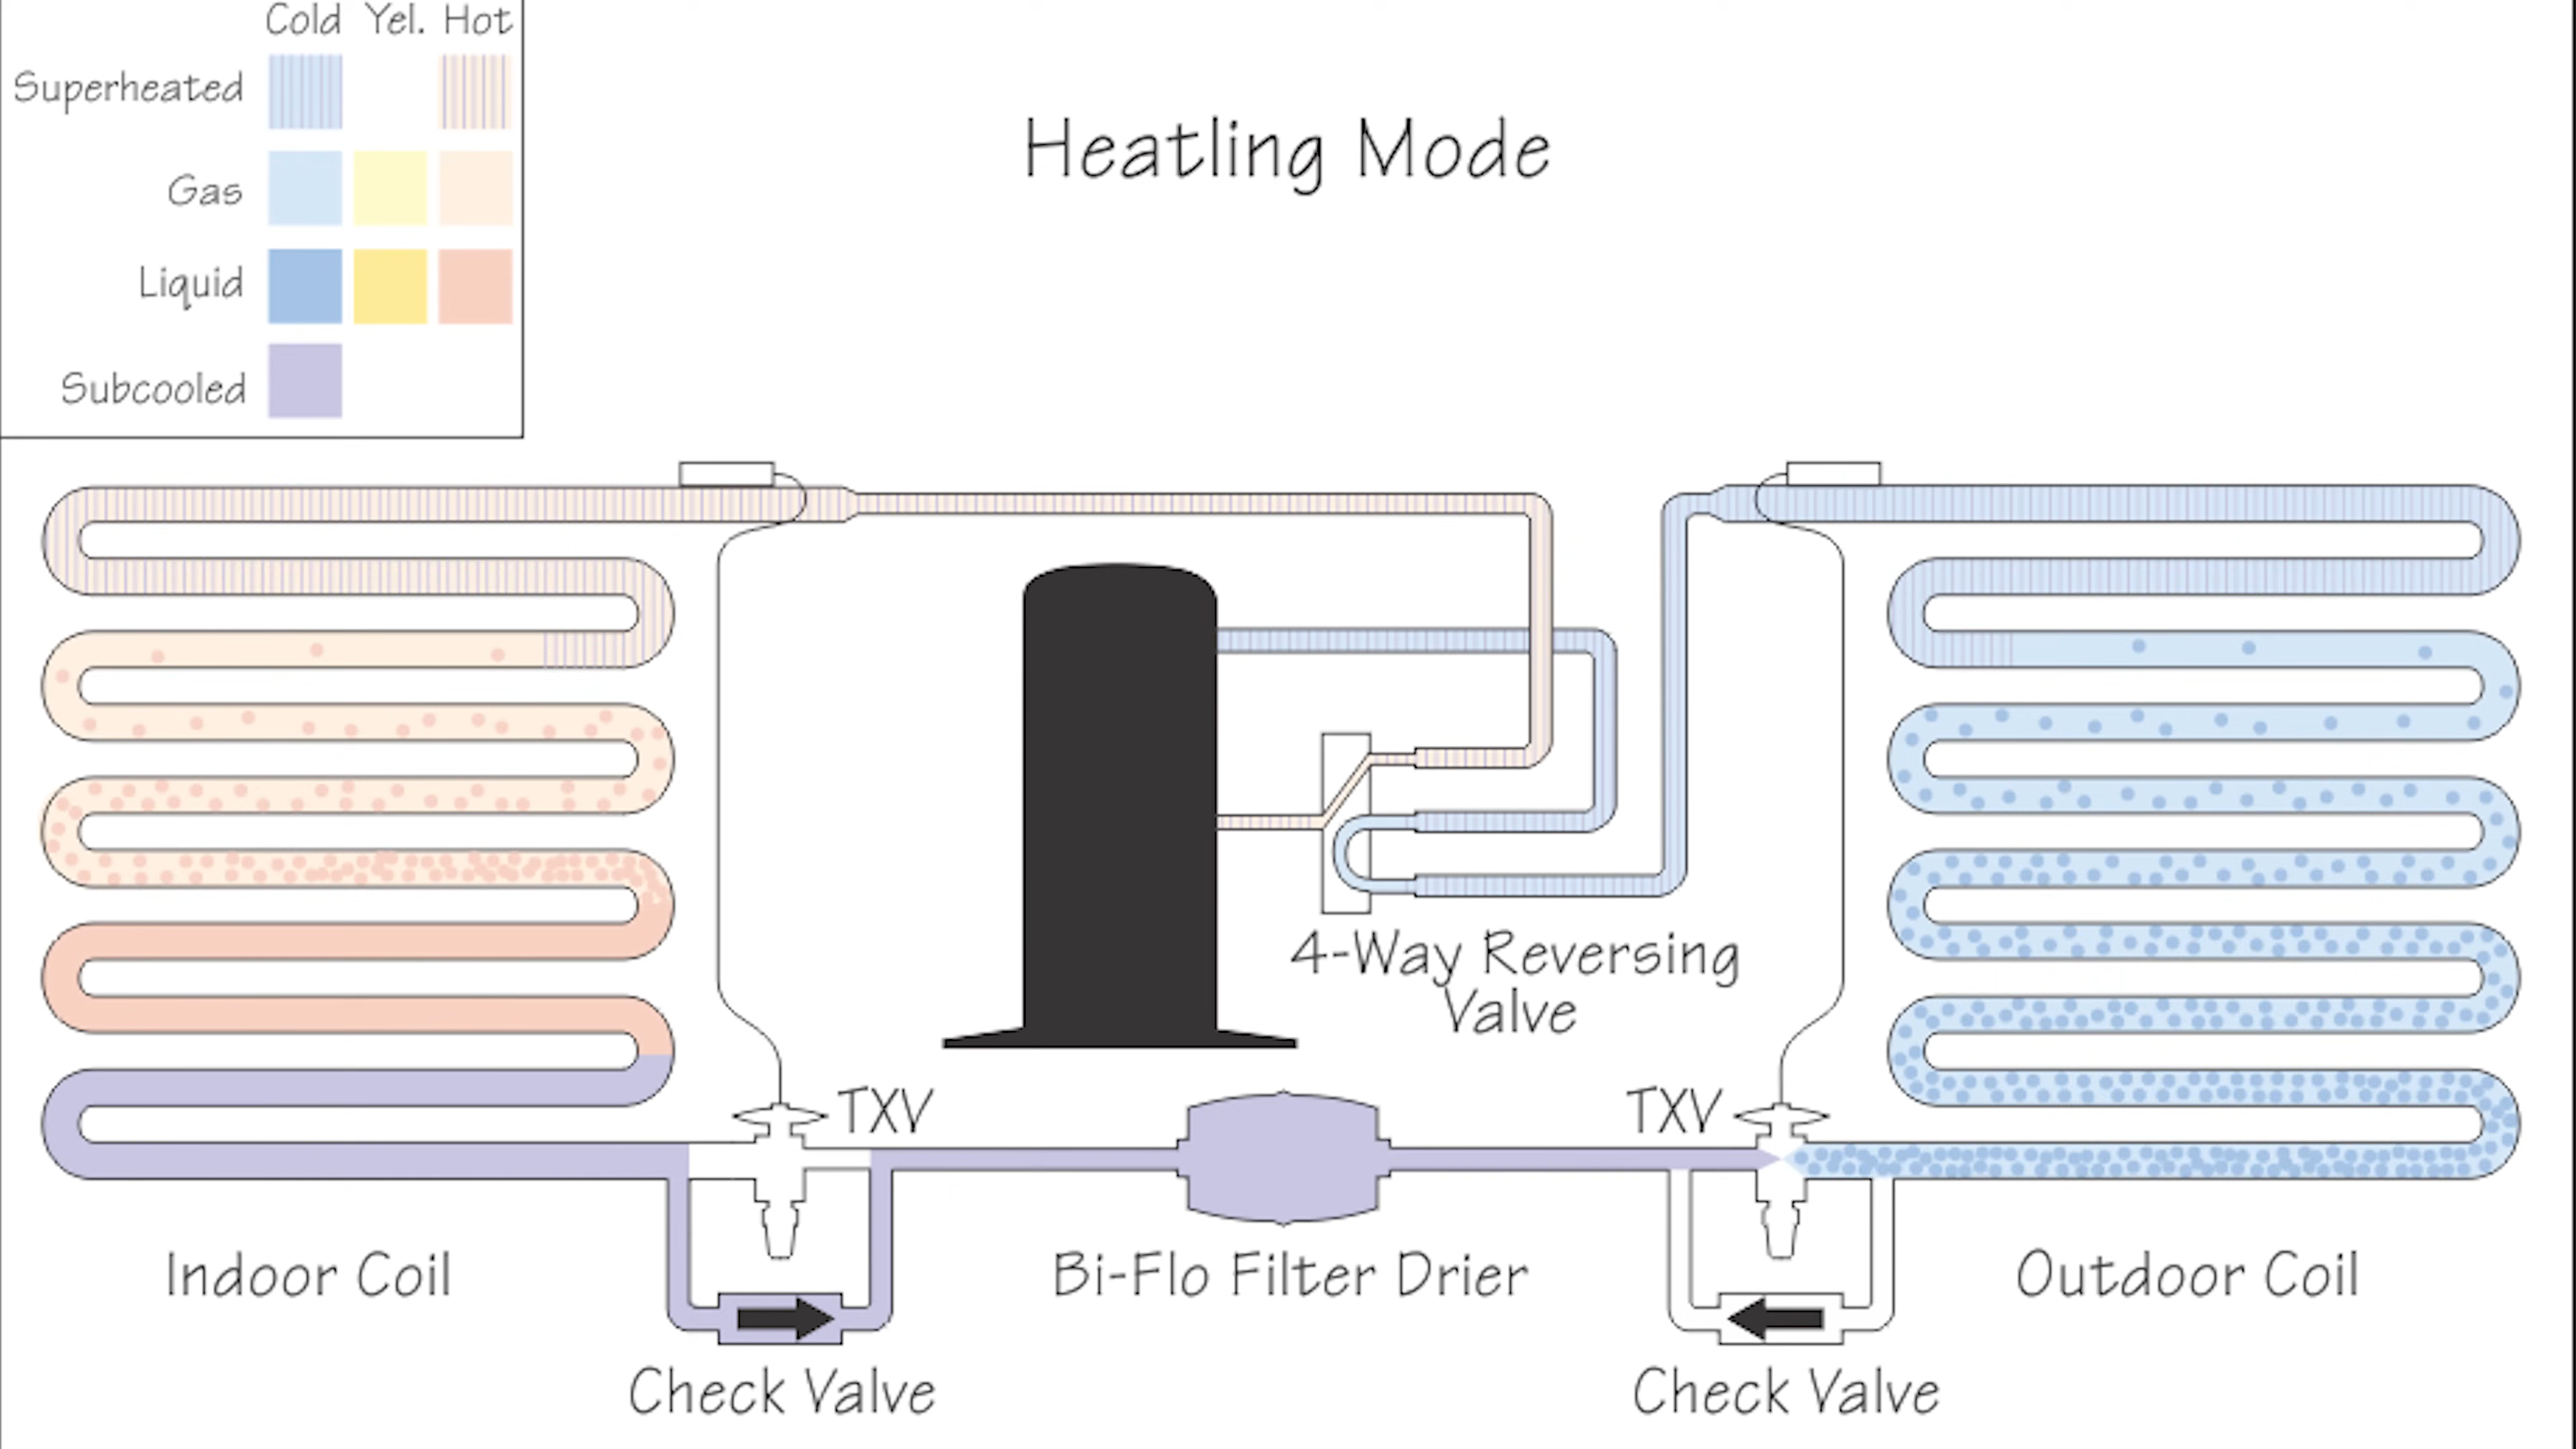 Cold Yel. Hot
Superheated
Gas
Liquid
Subcooled
Heatling Mode
4-Way Reversing
Valve
TXV
TXV
Indoor Coil
Bi-Flo Filter Drier
Outdoor Coil
Check Valve
Check Valve